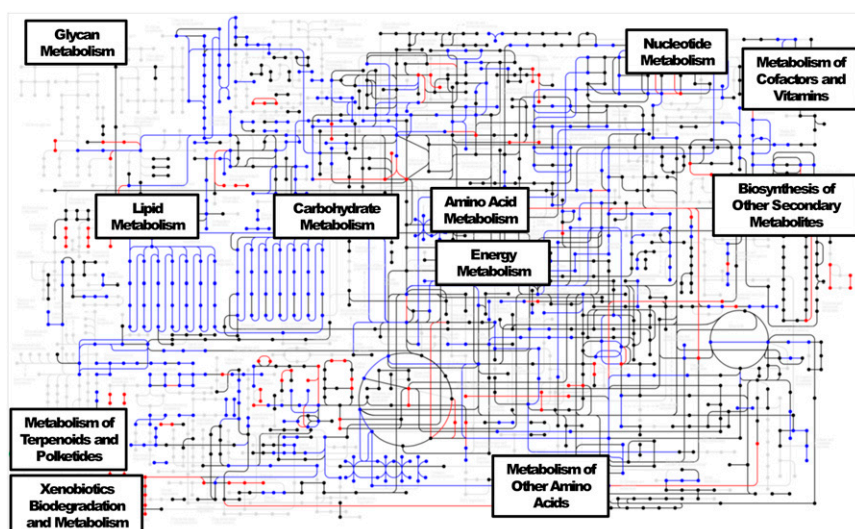 Glycan
Metabolism
Nucleotide
Metabolism
Metabolism of
Cofactors and
Vitamins
Lipid
Metabolism
Carbohydrate
Metabolism
Amino Acid
Metabolism
Biosynthesis of
Other Secondary
Metabolites
Energy
Metabolism
Metabolism of
Terpenoids and
Polketides
Metabolism of
Other Amino
Acids
Xenobiotics
Biodegradation
and Metabolism